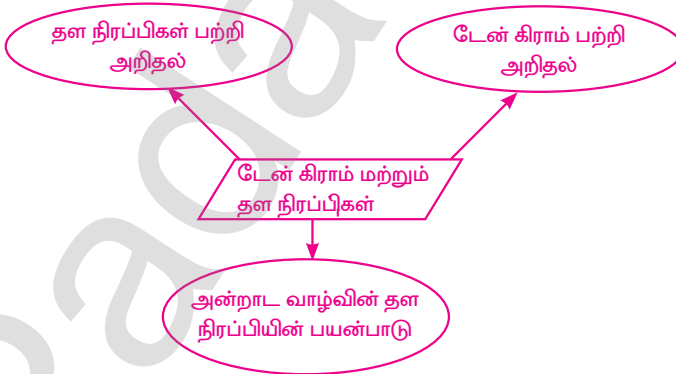 தள நிரப்பிகள் பற்றி
அறிதல்
டேன் கிராம் பற்றி
அறிதல்
டேன் கிராம் மற்றும்
தள நிரப்பிகள்
அன்றாட வாழ்வின் தள
நிரப்பியின் பயன்பாடு